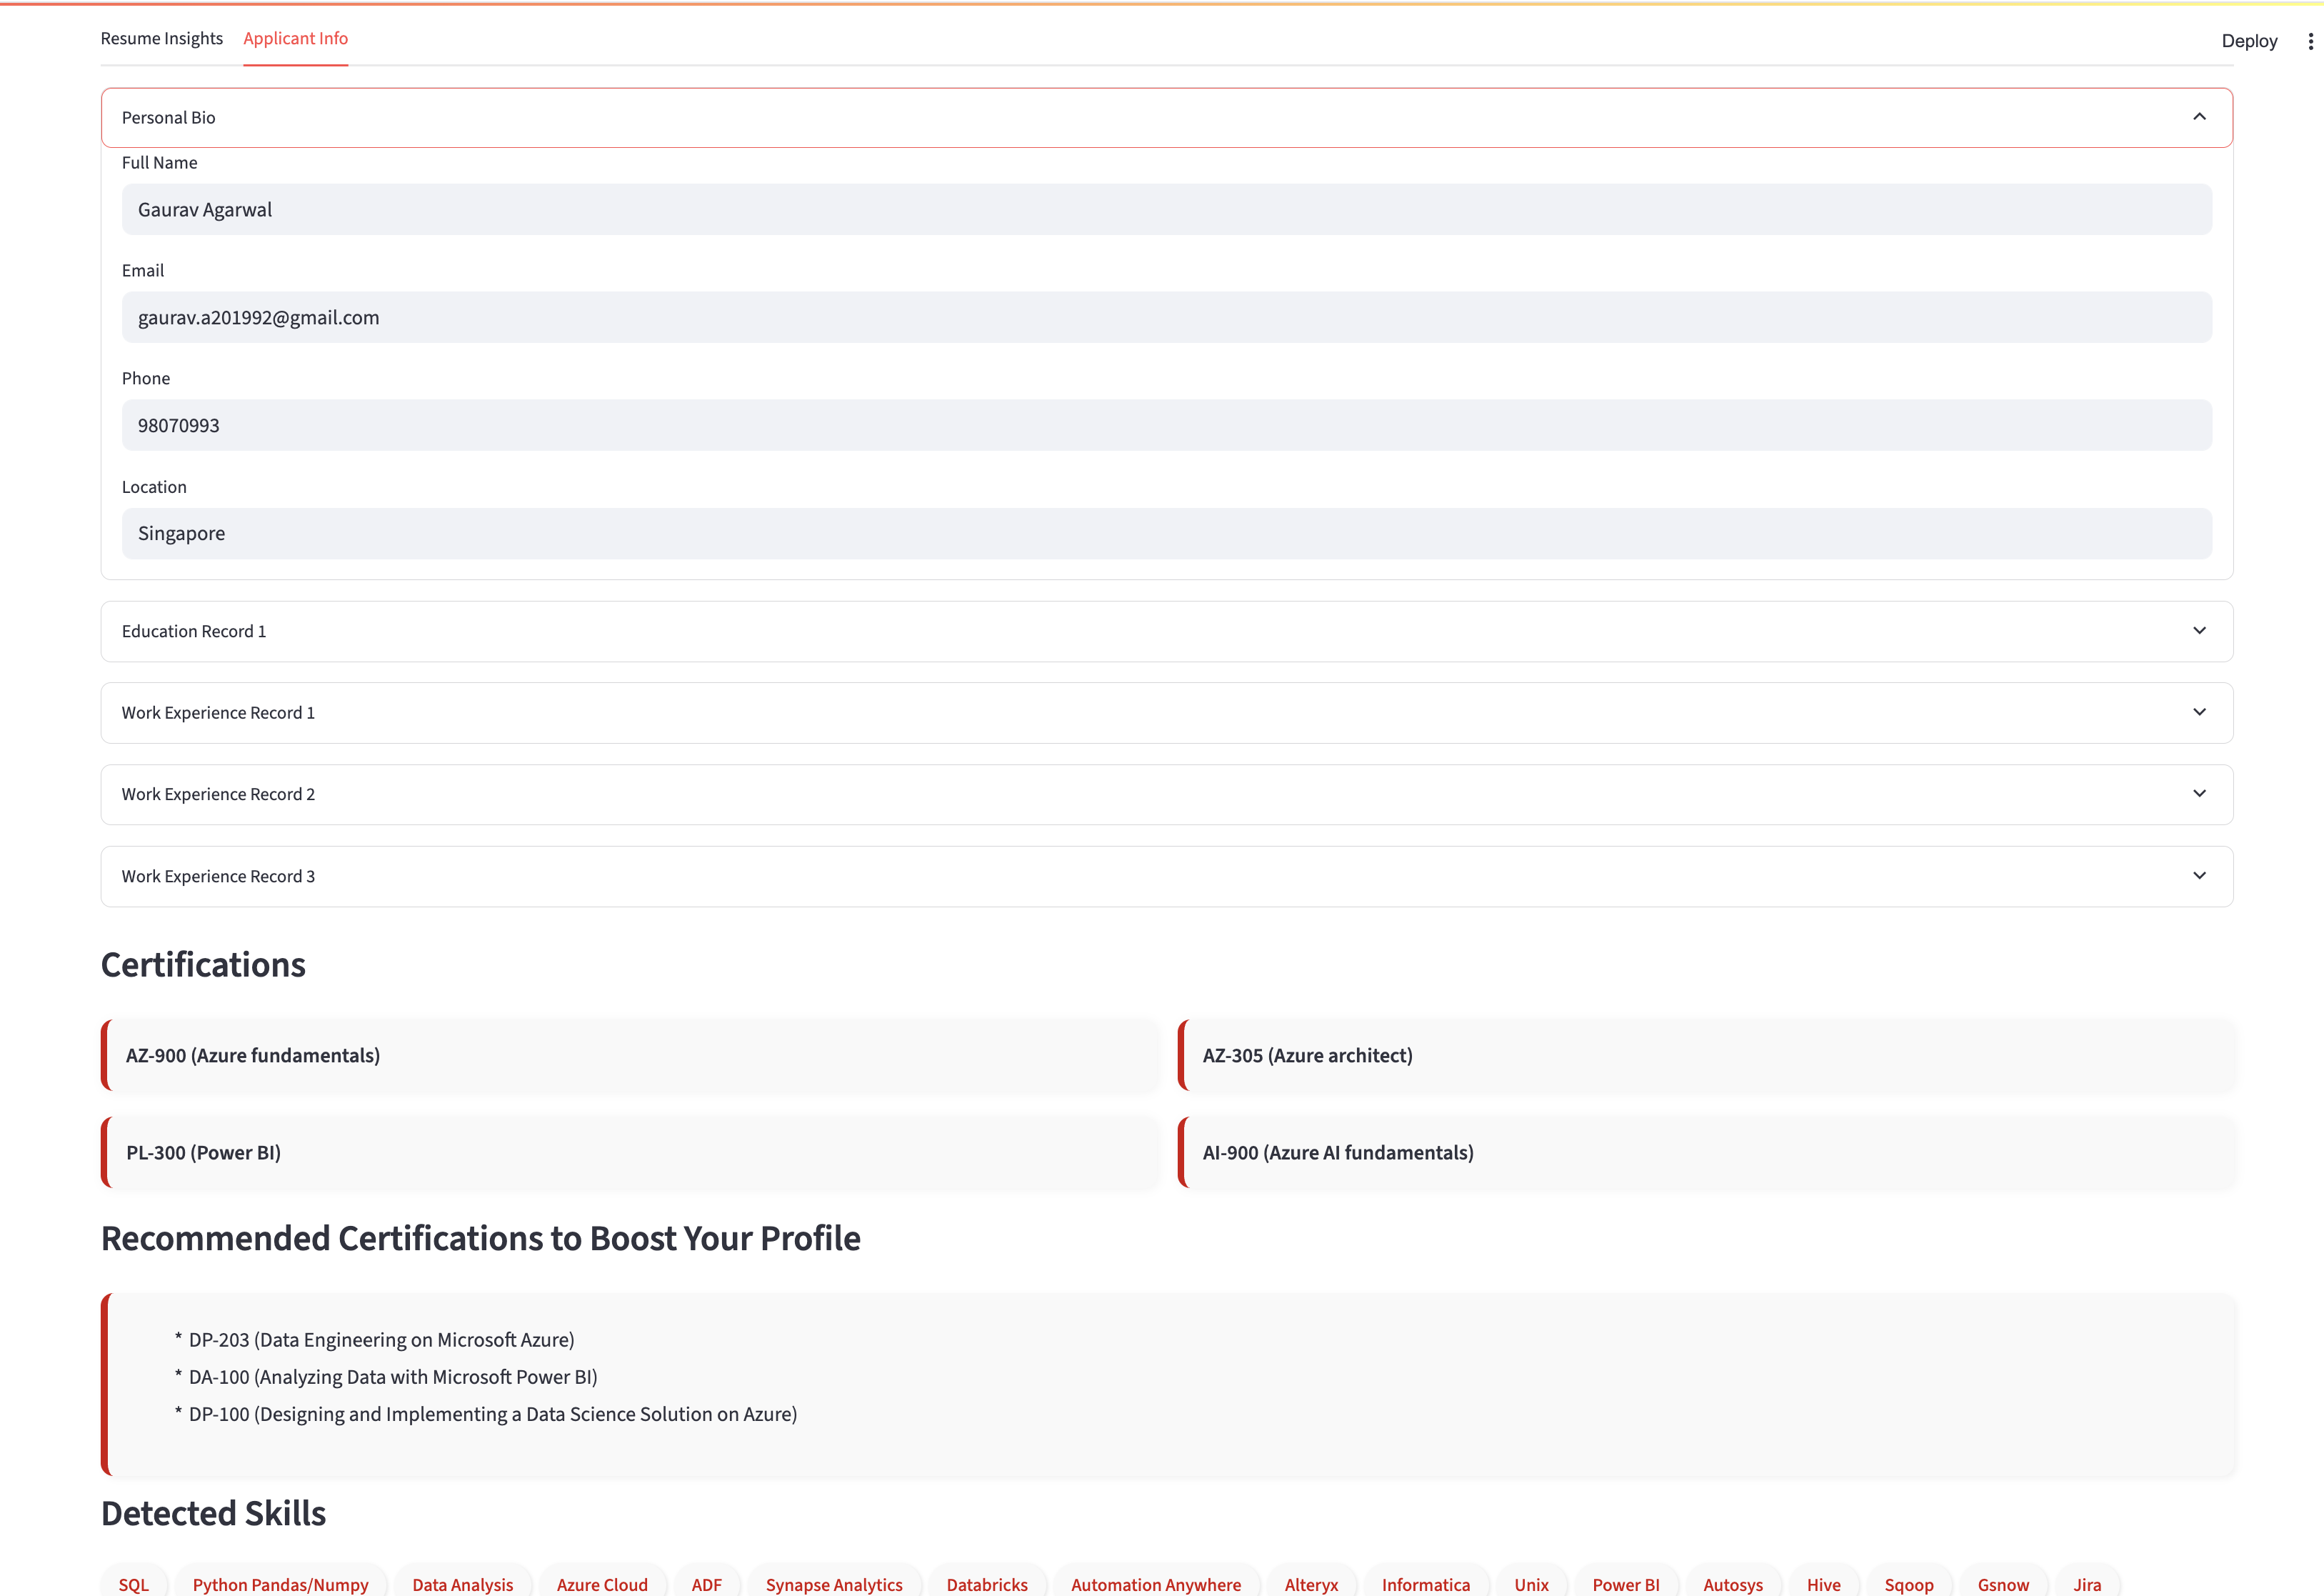 Resume Insights Applicant Info Deploy
Personal Bio
Full Name
Gaurav Agarwal
Email
gaurav.a201992@gmail.com
Phone
98070993
Location
Singapore
Education Record 1
Work Experience Record 1
Work Experience Record 2
Work Experience Record 3
Certifications
AZ-900 (Azure fundamentals) AZ-305 (Azure architect)
PL-300 (Power BI) AI-900 (Azure AI fundamentals)
Recommended Certifications to Boost Your Profile
* DP-203 (Data Engineering on Microsoft Azure)
* DA-100 (Analyzing Data with Microsoft Power BI)
* DP-100 (Designing and Implementing a Data Science Solution on Azure)
Detected Skills
SQL Python Pandas/Numpy Data Analysis Azure Cloud ADF Synapse Analytics Databricks Automation Anywhere Alteryx Informatica Unix Power BI Autosys Hive Sqoop Gsnow Jira